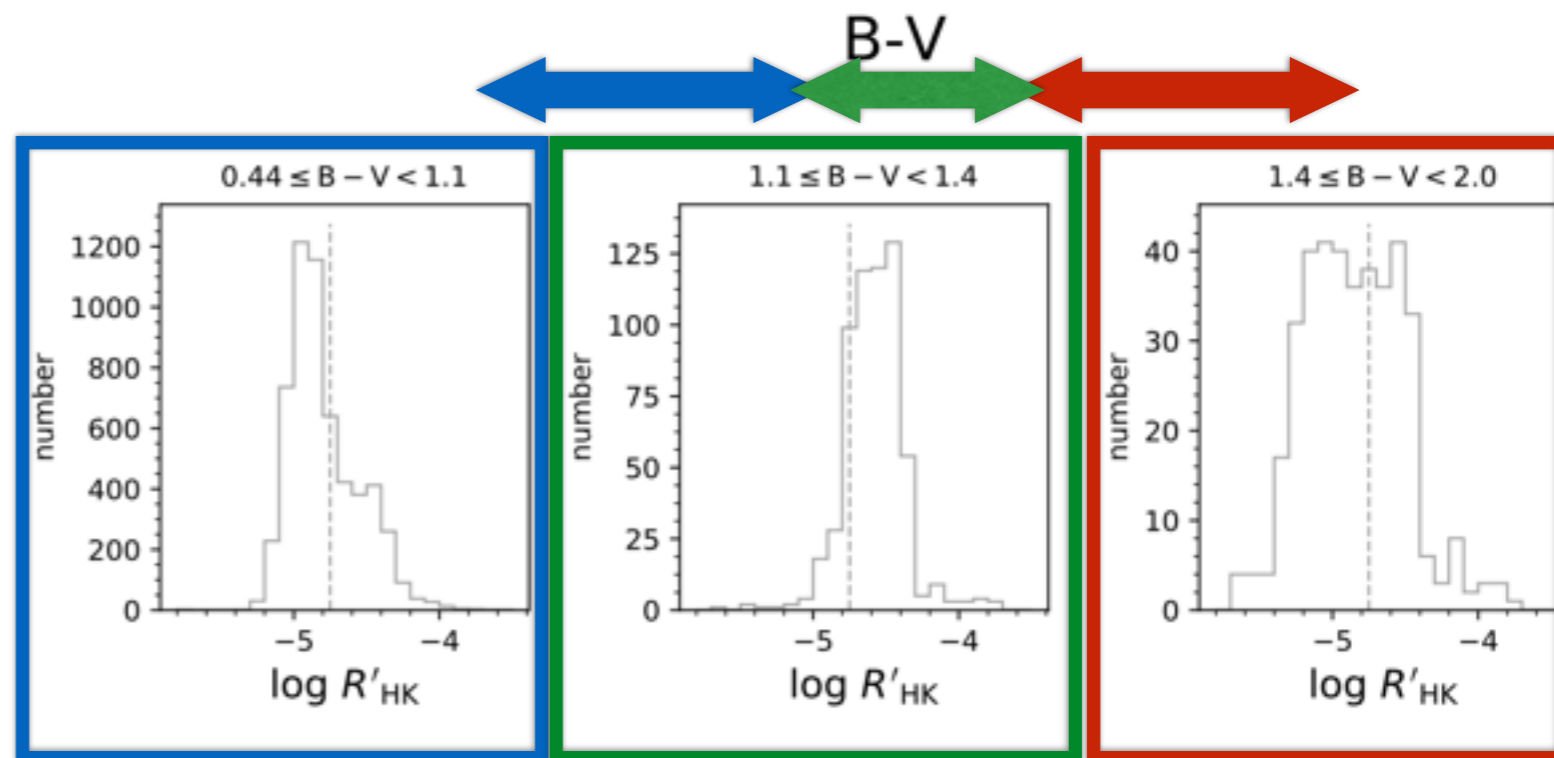 B-V
0.44 ≤ B − V < 1.1
1200
1000
800
600
400
200
0
number
−5
−4
log R′HK
1.1 ≤ B − V < 1.4
125
100
75
50
25
0
number
−5
−4
log R′HK
1.4 ≤ B − V < 2.0
40
30
20
10
0
number
−5
−4
log R′HK